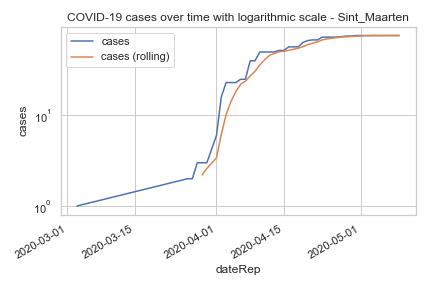 COVID-19 cases over time with logarithmic scale - Sint_Maarten
cases
cases (rolling)
cases
10¹
10⁰
2020-03-01
2020-03-15
2020-04-01
2020-04-15
2020-05-01
dateRep